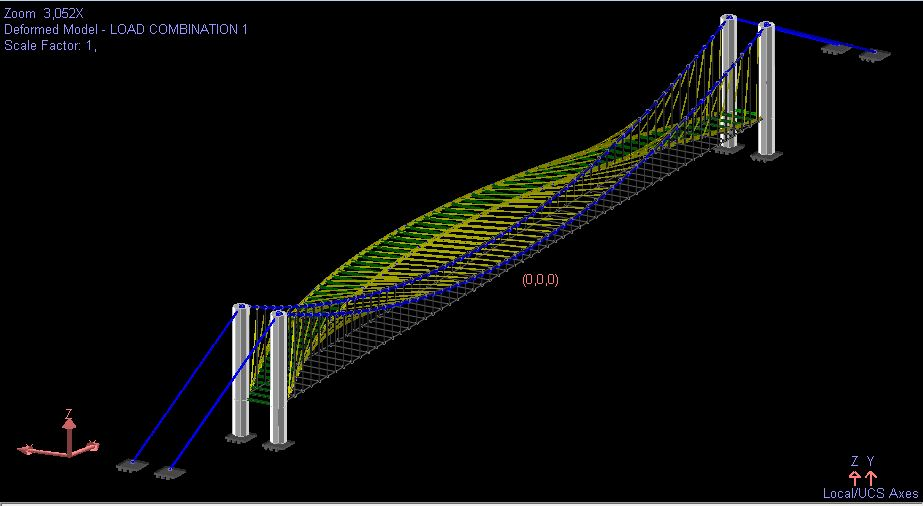 Zoom 3,052X
Deformed Model - LOAD COMBINATION 1
Scale Factor: 1,
(0,0,0)
Z
Z Y
Local/UCS Axes